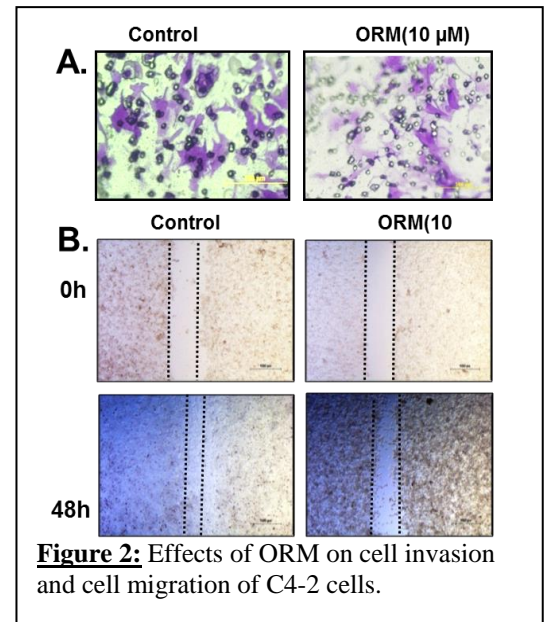 Control ORM(10 µM)
A.
Control ORM(10
B.
0h
48h
Figure 2: Effects of ORM on cell invasion
and cell migration of C4-2 cells.